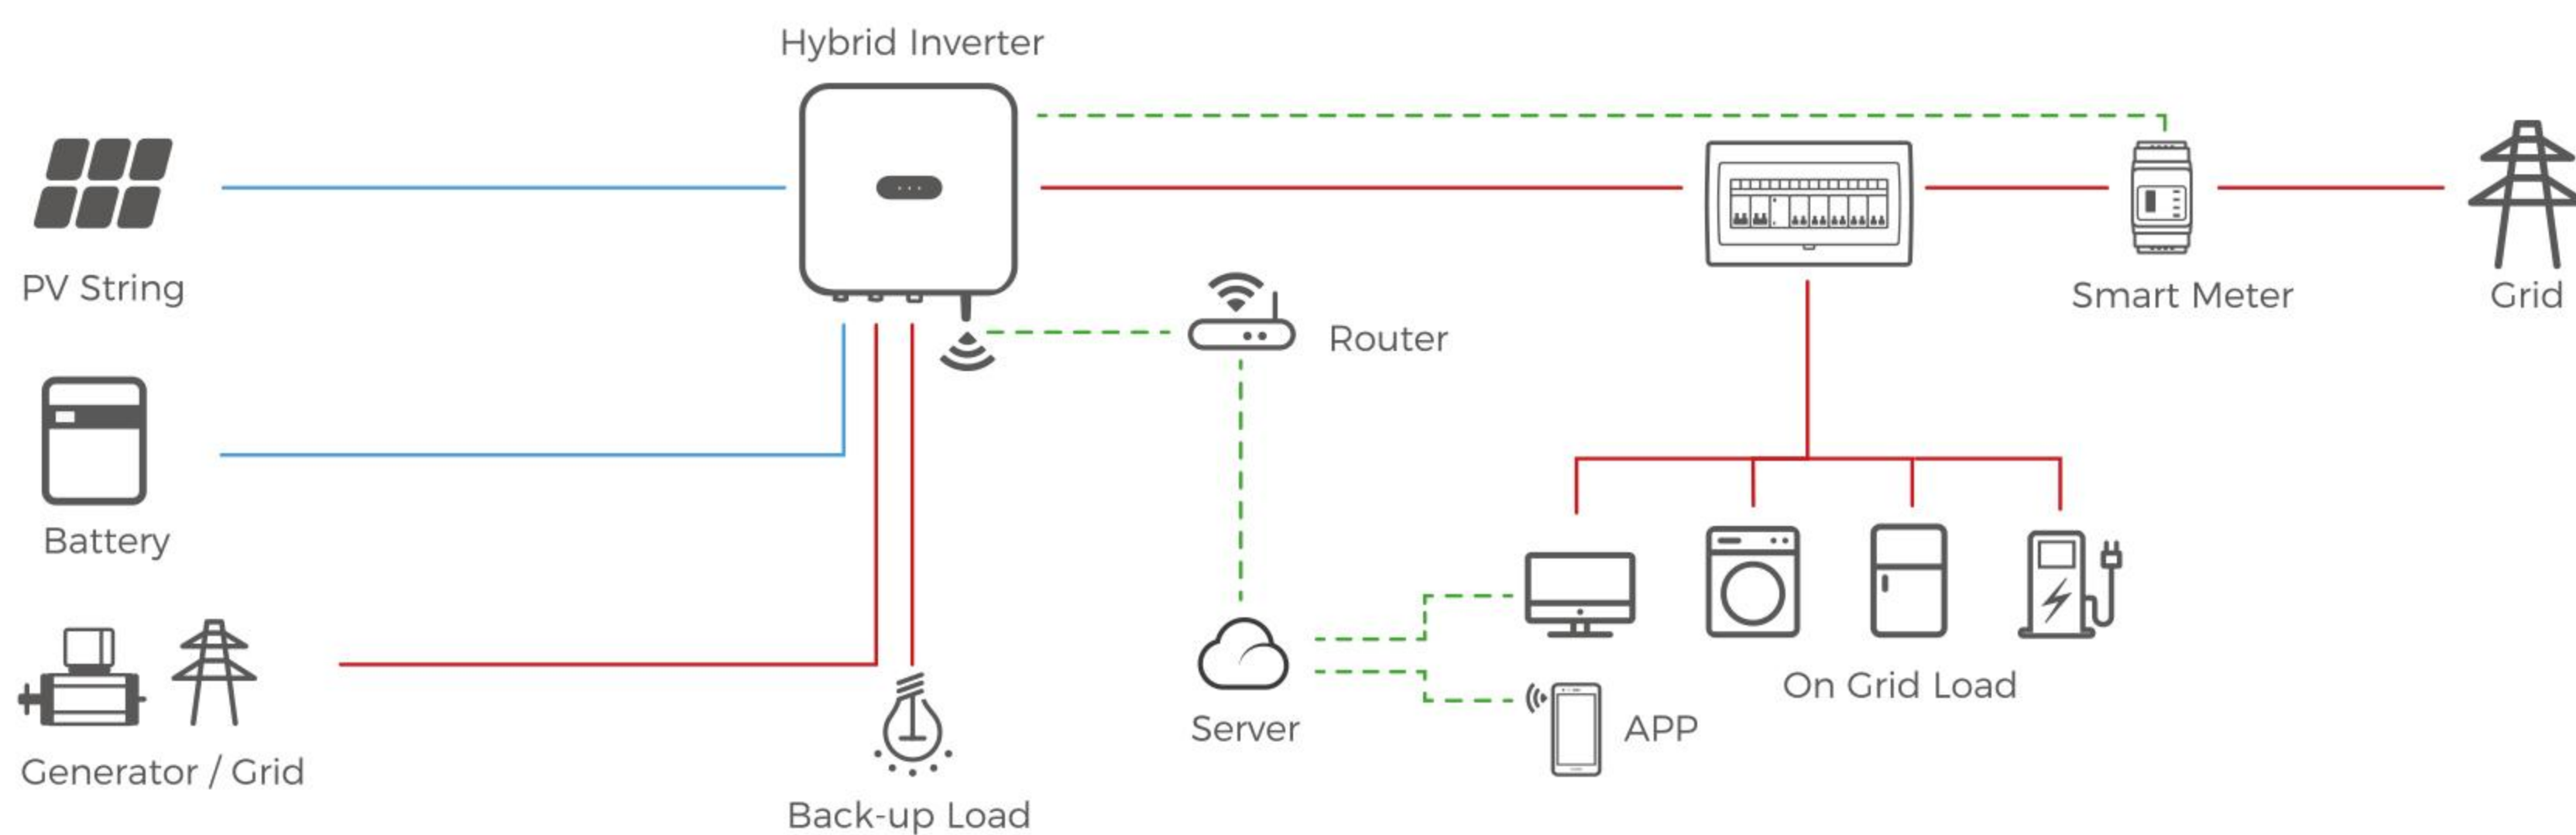 Hybrid Inverter
PV String
Smart Meter
Grid
Router
Battery
On Grid Load
Server
APP
Generator / Grid
Back-up Load